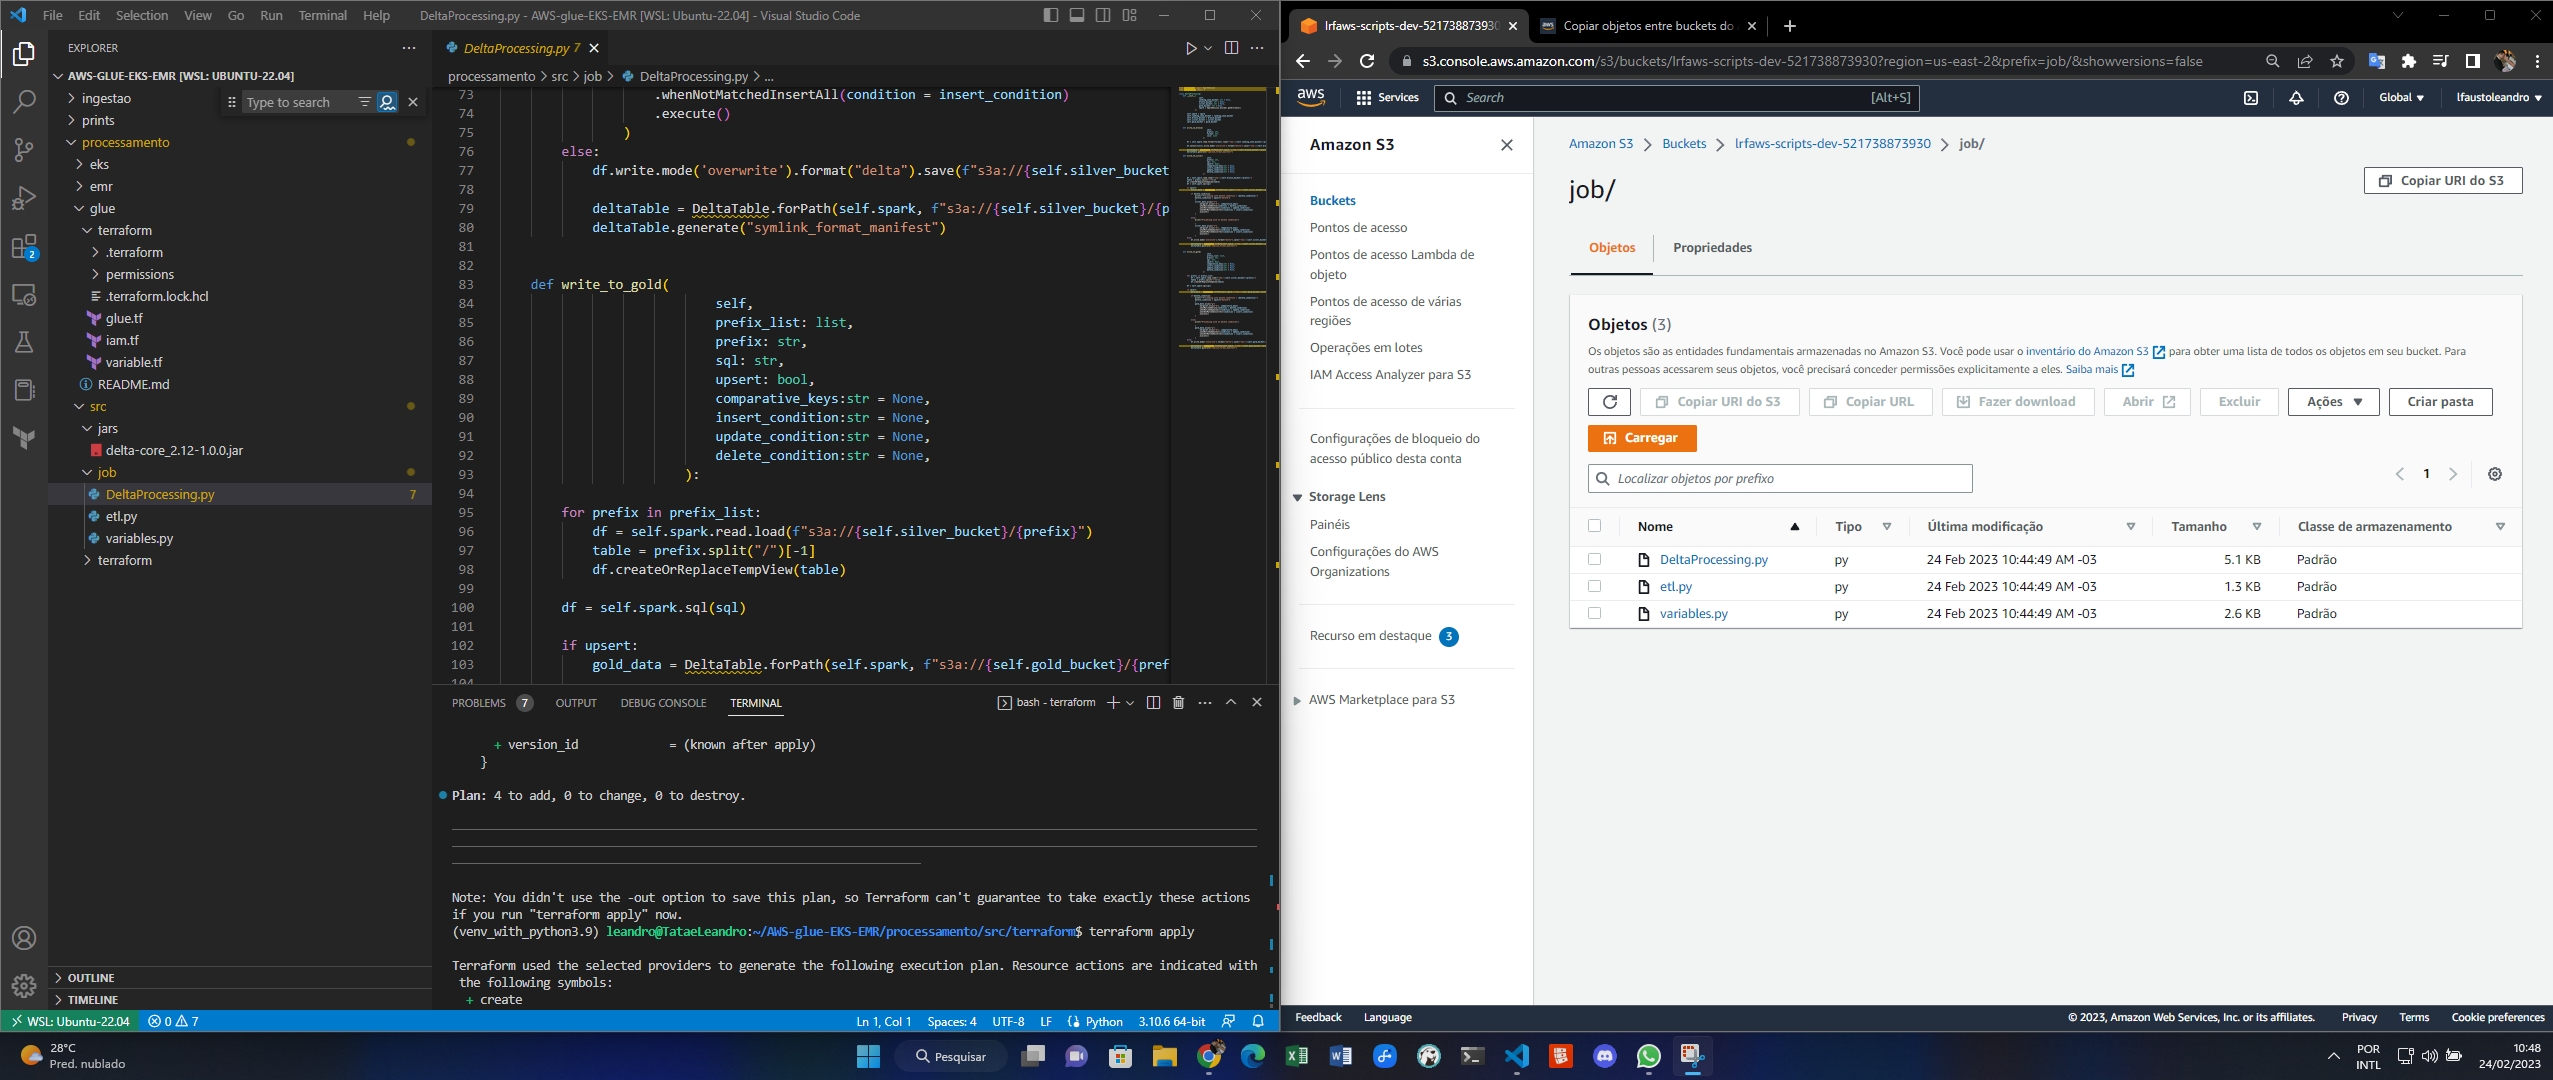 File Edit Selection View Go Run Terminal Help DeltaProcessing.py - AWS-glue-EKS-EMR [WSL: Ubuntu-22.04] - Visual Studio Code
EXPLORER
AWS-GLUE-EKS-EMR [WSL: UBUNTU-22.04]
Type to search
ingestao
prints
processamento
eks
emr
glue
terraform
.terraform
permissions
.terraform.lock.hcl
glue.tf
iam.tf
variable.tf
README.md
src
jars
delta-core_2.12-1.0.0.jar
job
DeltaProcessing.py 7
etl.py
variables.py
terraform
OUTLINE
TIMELINE
2
DeltaProcessing.py 7
processamento > src > job > DeltaProcessing.py > ...
73 .whenNotMatchedInsertAll(condition = insert_condition)
74 .execute()
75 )
76 else:
77 df.write.mode('overwrite').format("delta").save(f"s3a://{self.silver_bucket
78
79 deltaTable = DeltaTable.forPath(self.spark, f"s3a://{self.silver_bucket}/{p
80 deltaTable.generate("symlink_format_manifest")
81
82
83 def write_to_gold(
84 self,
85 prefix_list: list,
86 prefix: str,
87 sql: str,
88 upsert: bool,
89 comparative_keys:str = None,
90 insert_condition:str = None,
91 update_condition:str = None,
92 delete_condition:str = None,
93 ):
94
95 for prefix in prefix_list:
96 df = self.spark.read.load(f"s3a://{self.silver_bucket}/{prefix}")
97 table = prefix.split("/")[-1]
98 df.createOrReplaceTempView(table)
99
100 df = self.spark.sql(sql)
101
102 if upsert:
103 gold_data = DeltaTable.forPath(self.spark, f"s3a://{self.gold_bucket}/{pref
104
PROBLEMS 7 OUTPUT DEBUG CONSOLE TERMINAL bash - terraform
+ version_id = (known after apply)
}
Plan: 4 to add, 0 to change, 0 to destroy.
Note: You didn't use the -out option to save this plan, so Terraform can't guarantee to take exactly these actions
if you run "terraform apply" now.
(venv_with_python3.9) leandro@TataeLeandro:~/AWS-glue-EKS-EMR/processamento/src/terraform$ terraform apply
Terraform used the selected providers to generate the following execution plan. Resource actions are indicated with
the following symbols:
+ create
WSL: Ubuntu-22.04 0 7 Ln 1, Col 1 Spaces: 4 UTF-8 LF Python 3.10.6 64-bit
lrfaws-scripts-dev-521738873930 Copiar objetos entre buckets do
s3.console.aws.amazon.com/s3/buckets/lrfaws-scripts-dev-521738873930?region=us-east-2&prefix=job/&showversions=false
aws Services Search [Alt+S] Global lfaustoleandro
Amazon S3
Buckets
Pontos de acesso
Pontos de acesso Lambda de
objeto
Pontos de acesso de várias
regiões
Operações em lotes
IAM Access Analyzer para S3
Configurações de bloqueio do
acesso público desta conta
Storage Lens
Painéis
Configurações do AWS
Organizations
Recurso em destaque 3
AWS Marketplace para S3
Amazon S3 > Buckets > lrfaws-scripts-dev-521738873930 > job/
job/
Copiar URI do S3
Objetos Propriedades
Objetos (3)
Os objetos são as entidades fundamentais armazenadas no Amazon S3. Você pode usar o inventário do Amazon S3 para obter uma lista de todos os objetos em seu bucket. Para
outras pessoas acessarem seus objetos, você precisará conceder permissões explicitamente a eles. Saiba mais
Copiar URI do S3 Copiar URL Fazer download Abrir Excluir Ações Criar pasta
Carregar
Localizar objetos por prefixo
1
Nome Tipo Última modificação Tamanho Classe de armazenamento
DeltaProcessing.py py 24 Feb 2023 10:44:49 AM -03 5.1 KB Padrão
etl.py py 24 Feb 2023 10:44:49 AM -03 1.3 KB Padrão
variables.py py 24 Feb 2023 10:44:49 AM -03 2.6 KB Padrão
Feedback Language © 2023, Amazon Web Services, Inc. or its affiliates. Privacy Terms Cookie preferences
28°C
Pred. nublado
Pesquisar
POR
INTL
10:48
24/02/2023